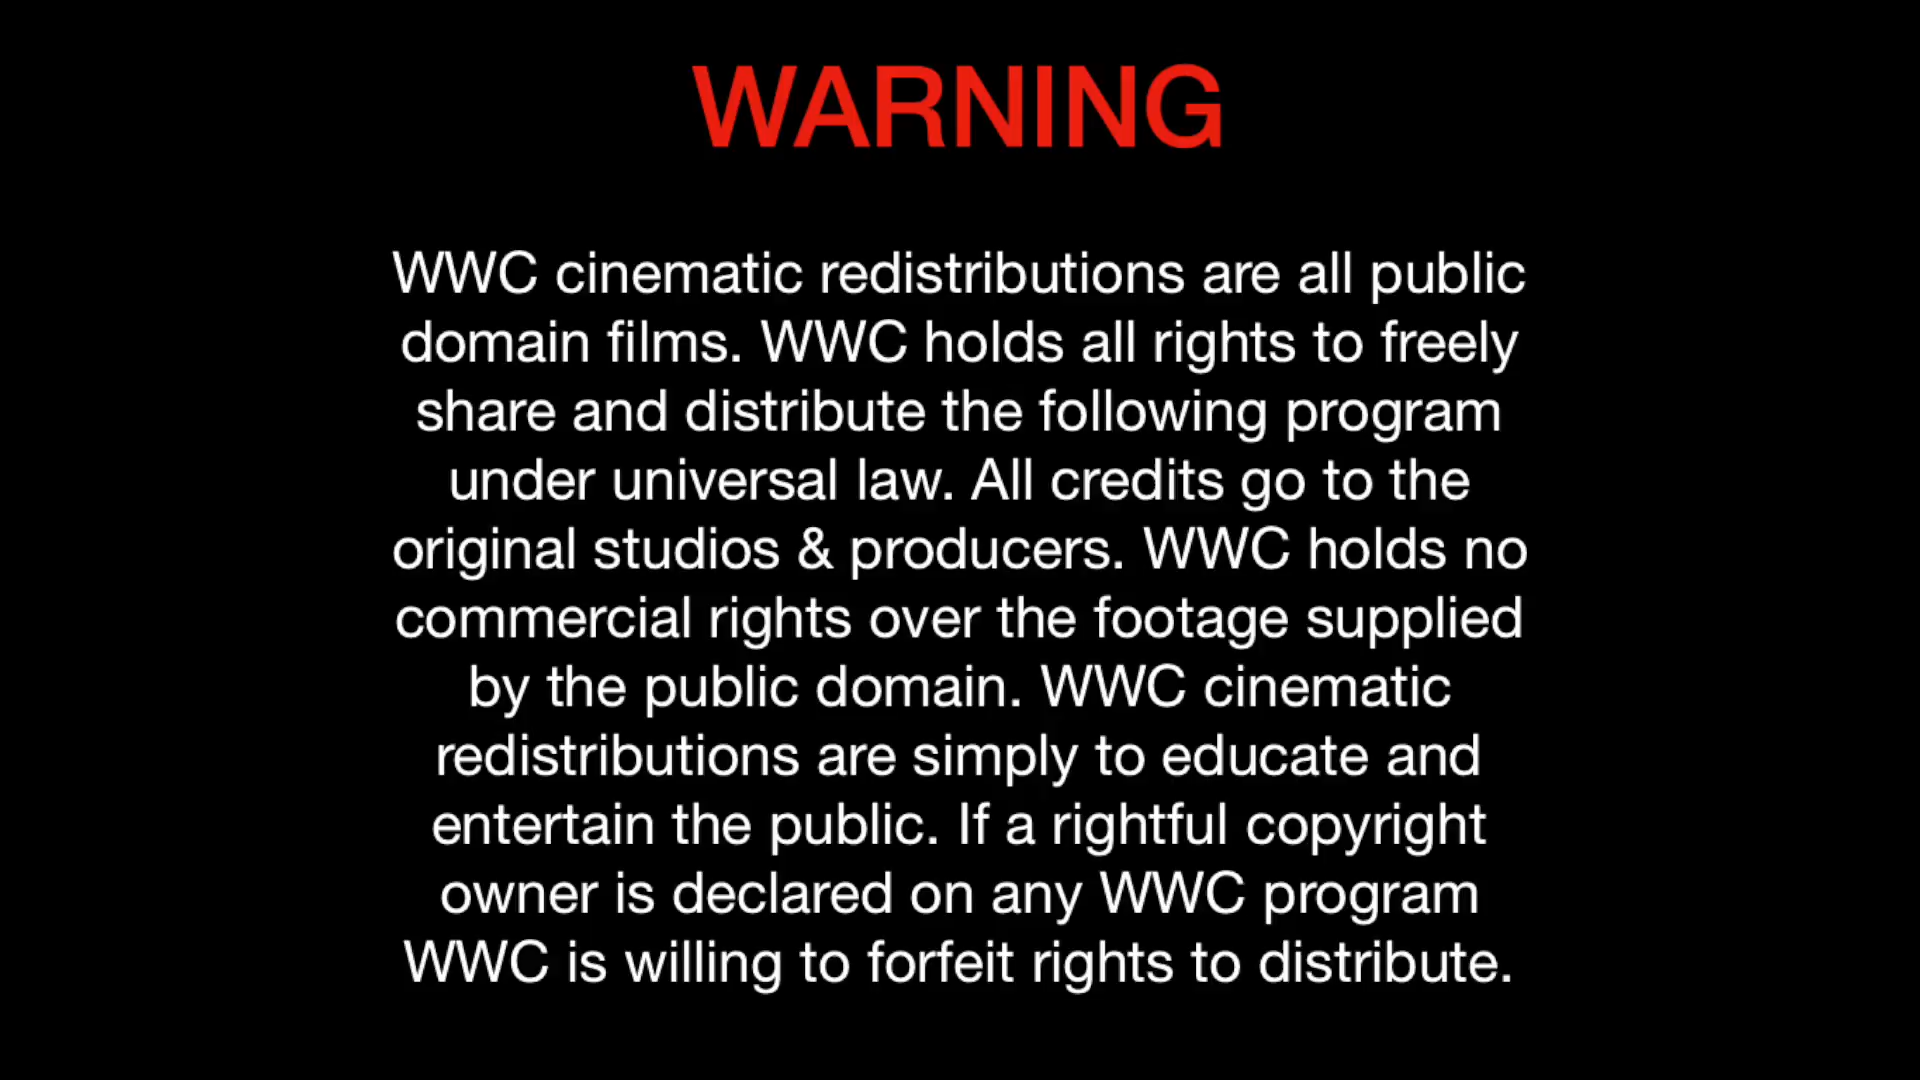 WARNING
WWC cinematic redistributions are all public
domain films. WWC holds all rights to freely
share and distribute the following program
under universal law. All credits go to the
original studios & producers. WWC holds no
commercial rights over the footage supplied
by the public domain. WWC cinematic
redistributions are simply to educate and
entertain the public. If a rightful copyright
owner is declared on any WWC program
WWC is willing to forfeit rights to distribute.